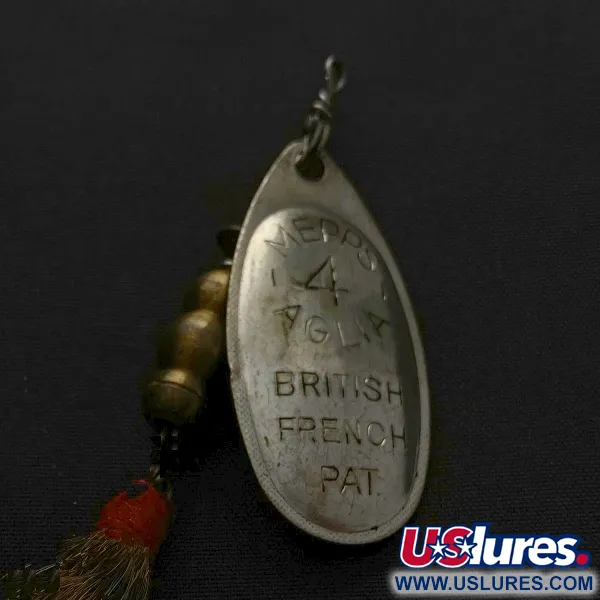 MEPPS
- 4 -
AGLIA
BRITISH
FRENCH
PAT.
USlures.®
WWW.USLURES.COM